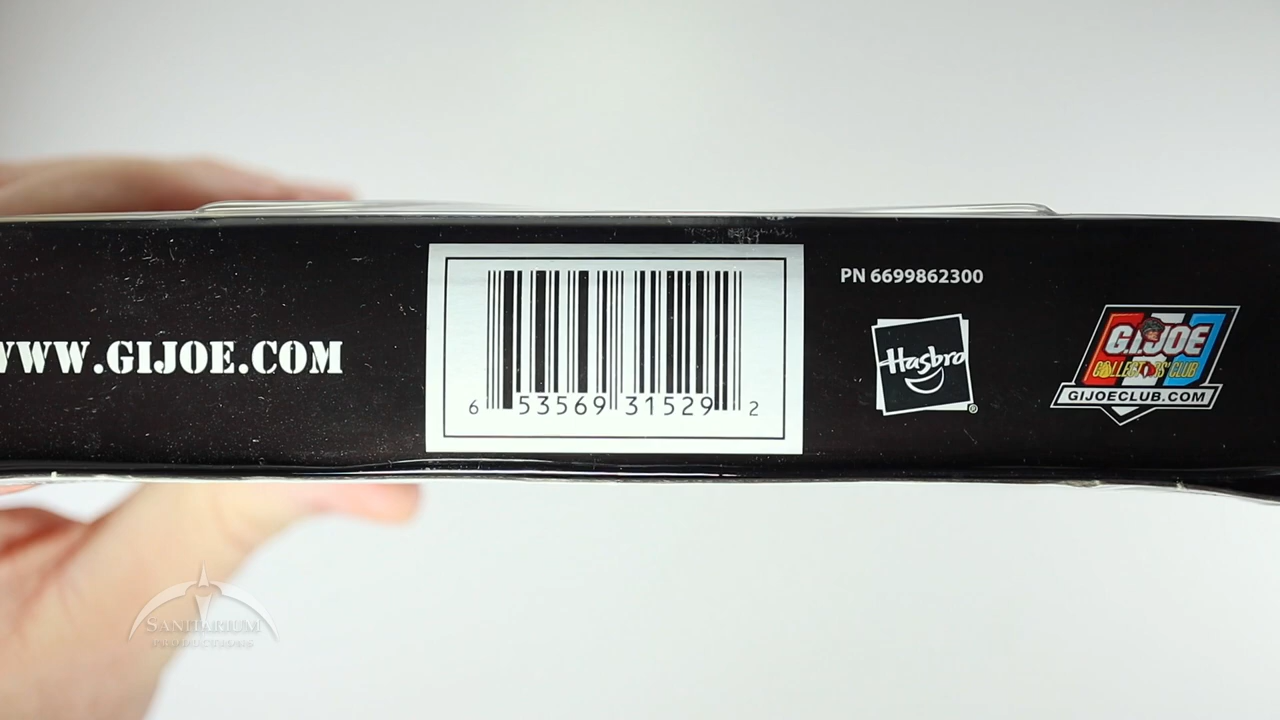 WWW.GIJOE.COM
6 53569 31529 2
PN 6699862300
Hasbro
®
G.I. JOE
COLLECTORS' CLUB
GIJOECLUB.COM
SANITARIUM
PRODUCTIONS